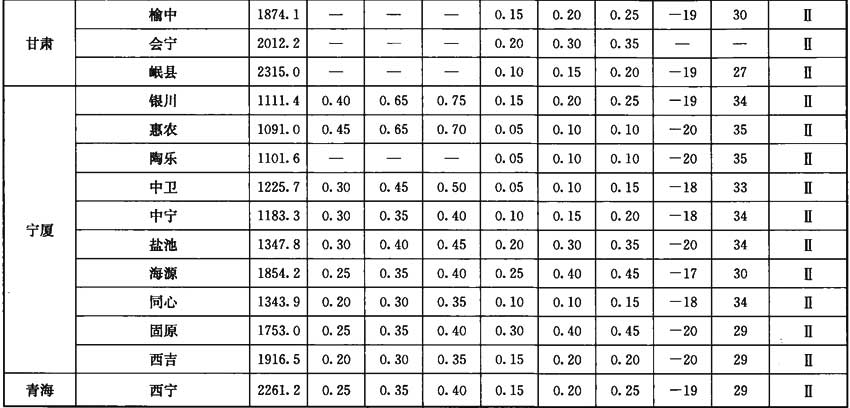 甘肃 榆中 1874.1 — — — 0.15 0.20 0.25 -19 30 Ⅱ
会宁 2012.2 — — — 0.20 0.30 0.35 — — Ⅱ
岷县 2315.0 — — — 0.10 0.15 0.20 -19 27 Ⅱ
宁厦 银川 1111.4 0.40 0.65 0.75 0.15 0.20 0.25 -19 34 Ⅱ
惠农 1091.0 0.45 0.65 0.70 0.05 0.10 0.10 -20 35 Ⅱ
陶乐 1101.6 — — — 0.05 0.10 0.10 -20 35 Ⅱ
中卫 1225.7 0.30 0.45 0.50 0.05 0.10 0.15 -18 33 Ⅱ
中宁 1183.3 0.30 0.35 0.40 0.10 0.15 0.20 -18 34 Ⅱ
盐池 1347.8 0.30 0.40 0.45 0.20 0.30 0.35 -20 34 Ⅱ
海源 1854.2 0.25 0.35 0.40 0.25 0.40 0.45 -17 30 Ⅱ
同心 1343.9 0.20 0.30 0.35 0.10 0.10 0.15 -18 34 Ⅱ
固原 1753.0 0.25 0.35 0.40 0.30 0.40 0.45 -20 29 Ⅱ
西吉 1916.5 0.20 0.30 0.35 0.15 0.20 0.20 -20 29 Ⅱ
青海 西宁 2261.2 0.25 0.35 0.40 0.15 0.20 0.25 -19 29 Ⅱ